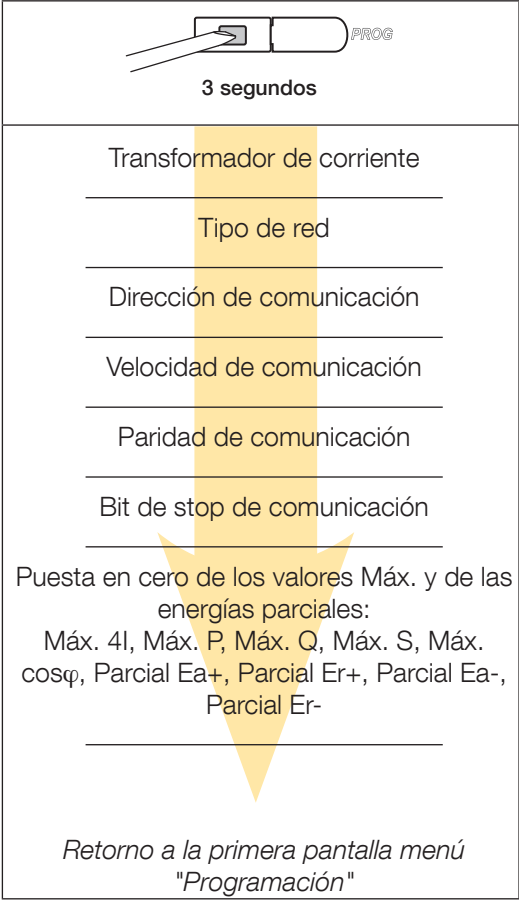 PROG
3 segundos
Transformador de corriente
Tipo de red
Dirección de comunicación
Velocidad de comunicación
Paridad de comunicación
Bit de stop de comunicación
Puesta en cero de los valores Máx. y de las
energías parciales:
Máx. 4I, Máx. P, Máx. Q, Máx. S, Máx.
cosφ, Parcial Ea+, Parcial Er+, Parcial Ea-,
Parcial Er-
Retorno a la primera pantalla menú
"Programación"